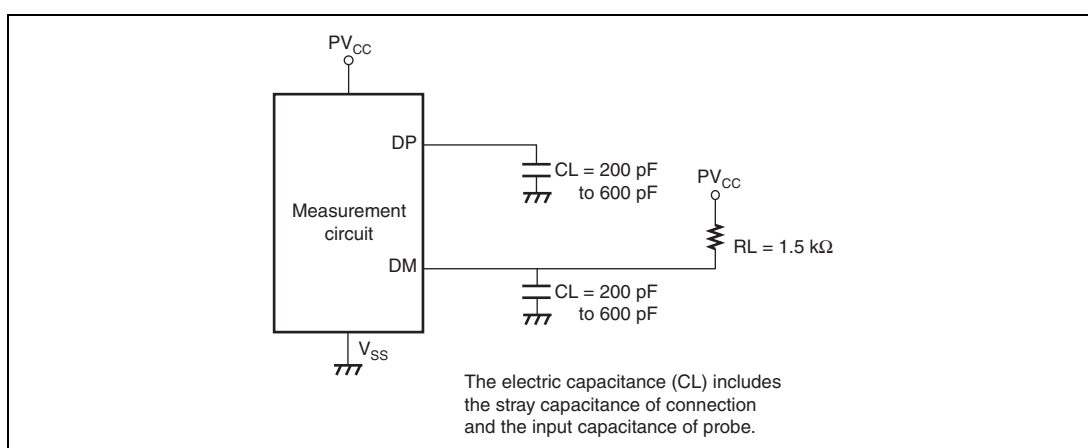 PVCC
DP
CL = 200 pF
to 600 pF
PVCC
Measurement
circuit
RL = 1.5 kΩ
DM
CL = 200 pF
to 600 pF
VSS
The electric capacitance (CL) includes
the stray capacitance of connection
and the input capacitance of probe.